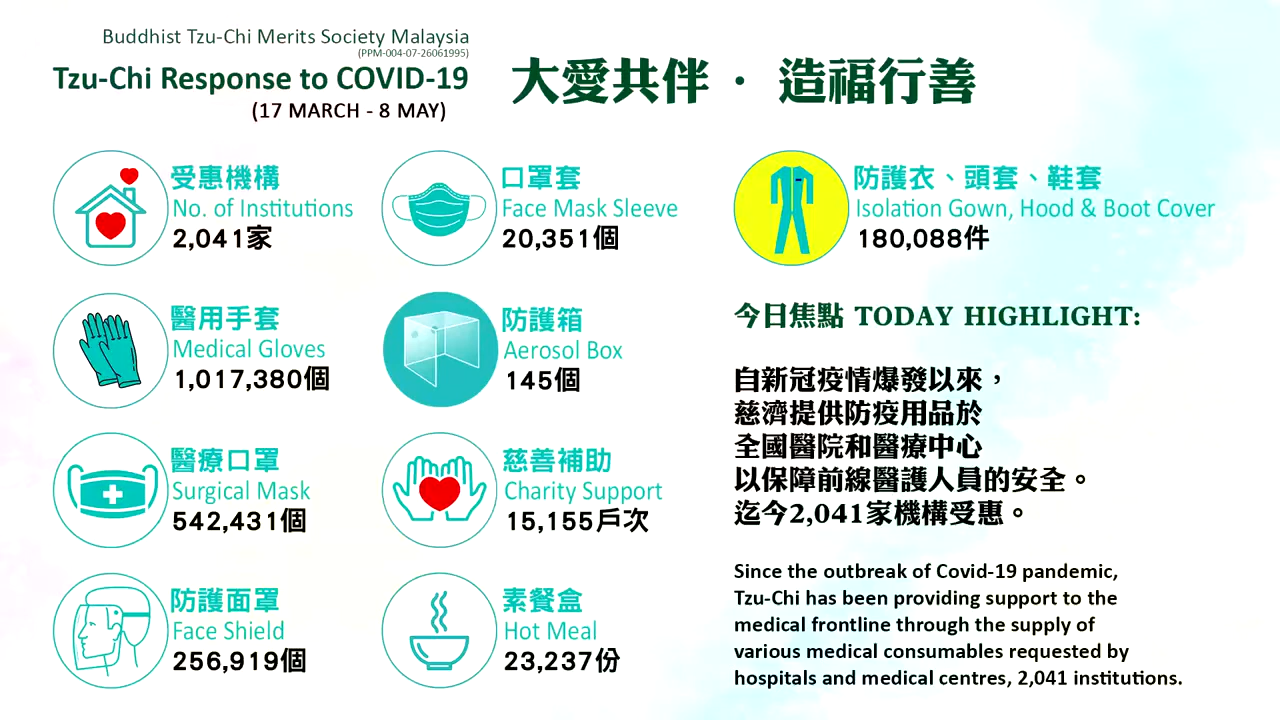 Buddhist Tzu-Chi Merits Society Malaysia
(PPM-004-07-26061995)
Tzu-Chi Response to COVID-19
(17 MARCH - 8 MAY)
大愛共伴 · 造福行善
受惠機構
No. of Institutions
2,041家
口罩套
Face Mask Sleeve
20,351個
防護衣、頭套、鞋套
Isolation Gown, Hood & Boot Cover
180,088件
醫用手套
Medical Gloves
1,017,380個
防護箱
Aerosol Box
145個
醫療口罩
Surgical Mask
542,431個
慈善補助
Charity Support
15,155戶次
防護面罩
Face Shield
256,919個
素餐盒
Hot Meal
23,237份
今日焦點 TODAY HIGHLIGHT:
自新冠疫情爆發以來，
慈濟提供防疫用品於
全國醫院和醫療中心
以保障前線醫護人員的安全。
迄今2,041家機構受惠。
Since the outbreak of Covid-19 pandemic,
Tzu-Chi has been providing support to the
medical frontline through the supply of
various medical consumables requested by
hospitals and medical centres, 2,041 institutions.